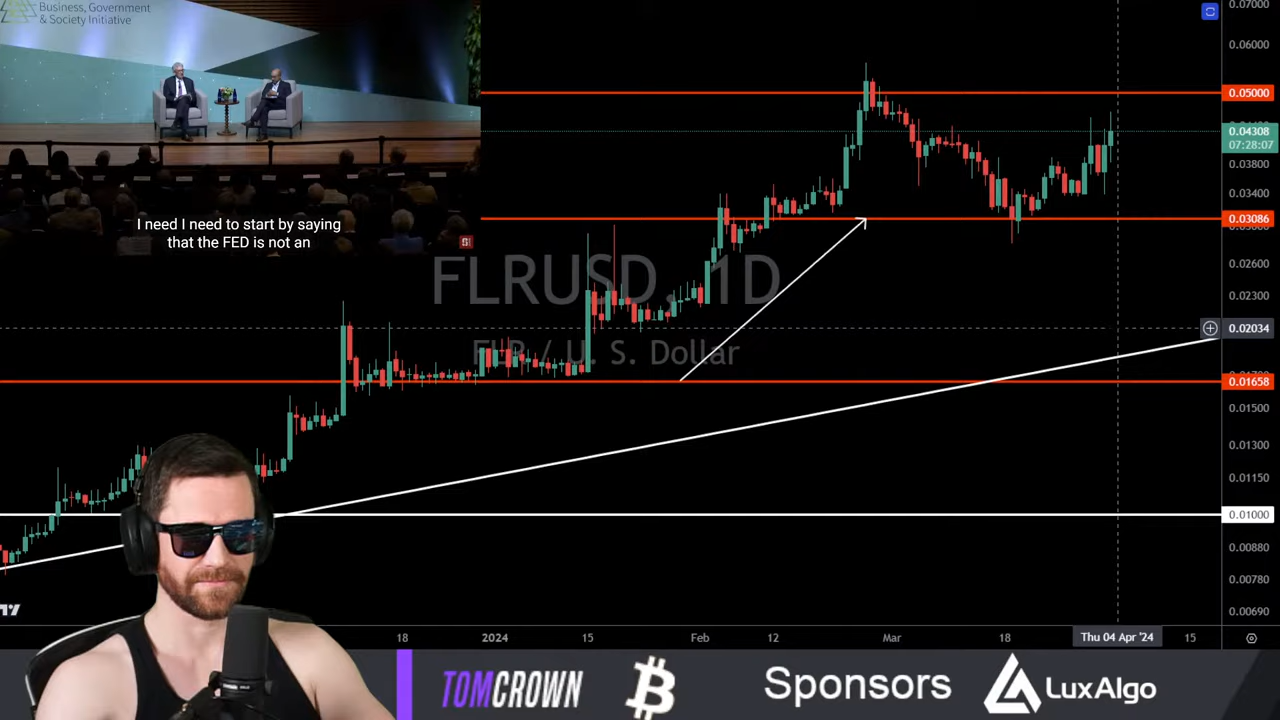 Business, Government
& Society Initiative
I need I need to start by saying
that the FED is not an
FLRUSD, 1D
FLR / U. S. Dollar
0.07000
0.06000
0.05000
0.04308
07:28:07
0.03800
0.03400
0.03086
0.02600
0.02300
0.02034
0.01658
0.01500
0.01300
0.01150
0.01000
0.00880
0.00780
0.00690
18
2024
15
Feb
12
Mar
18
Thu 04 Apr '24
15
TOMCROWN
Sponsors
LuxAlgo